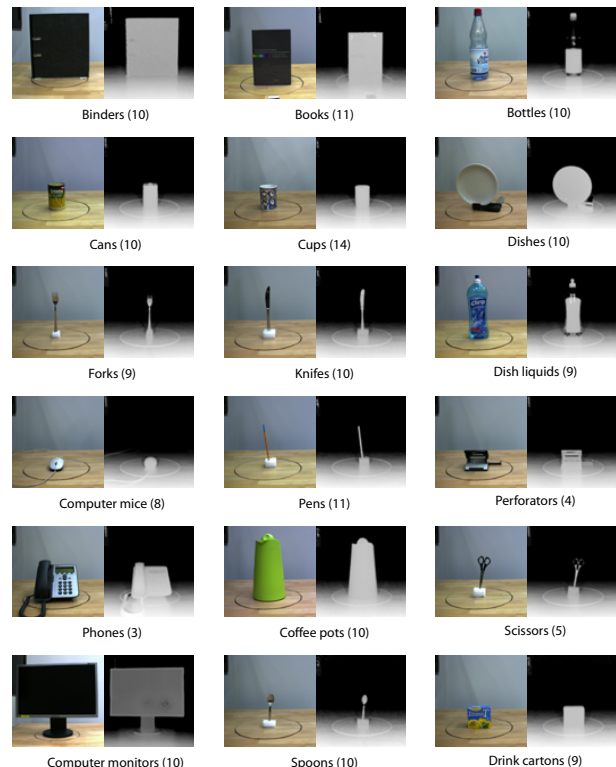 Binders (10)
Books (11)
Bottles (10)
Cans (10)
Cups (14)
Dishes (10)
Forks (9)
Knifes (10)
Dish liquids (9)
Computer mice (8)
Pens (11)
Perforators (4)
Phones (3)
Coffee pots (10)
Scissors (5)
Computer monitors (10)
Spoons (10)
Drink cartons (9)